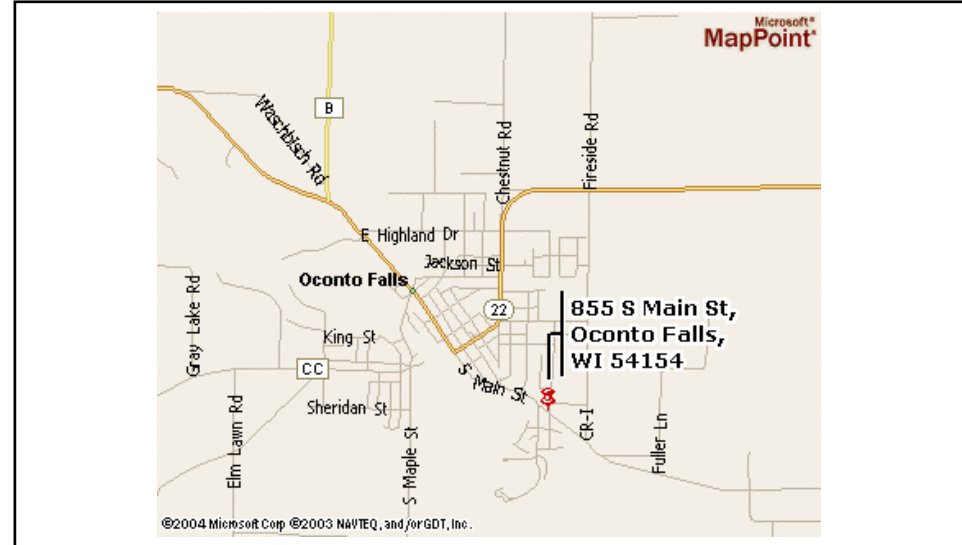 Microsoft®
MapPoint®
B
Waschbisch Rd
Chestnut Rd
Fireside Rd
E Highland Dr
Jackson St
Oconto Falls
Gray Lake Rd
22
855 S Main St,
Oconto Falls,
WI 54154
King St
CC
S Main St
Sheridan St
Elm Lawn Rd
S Maple St
CR-I
Fuller Ln
©2004 Microsoft Corp ©2003 NAVTEQ, and/or GDT, Inc.